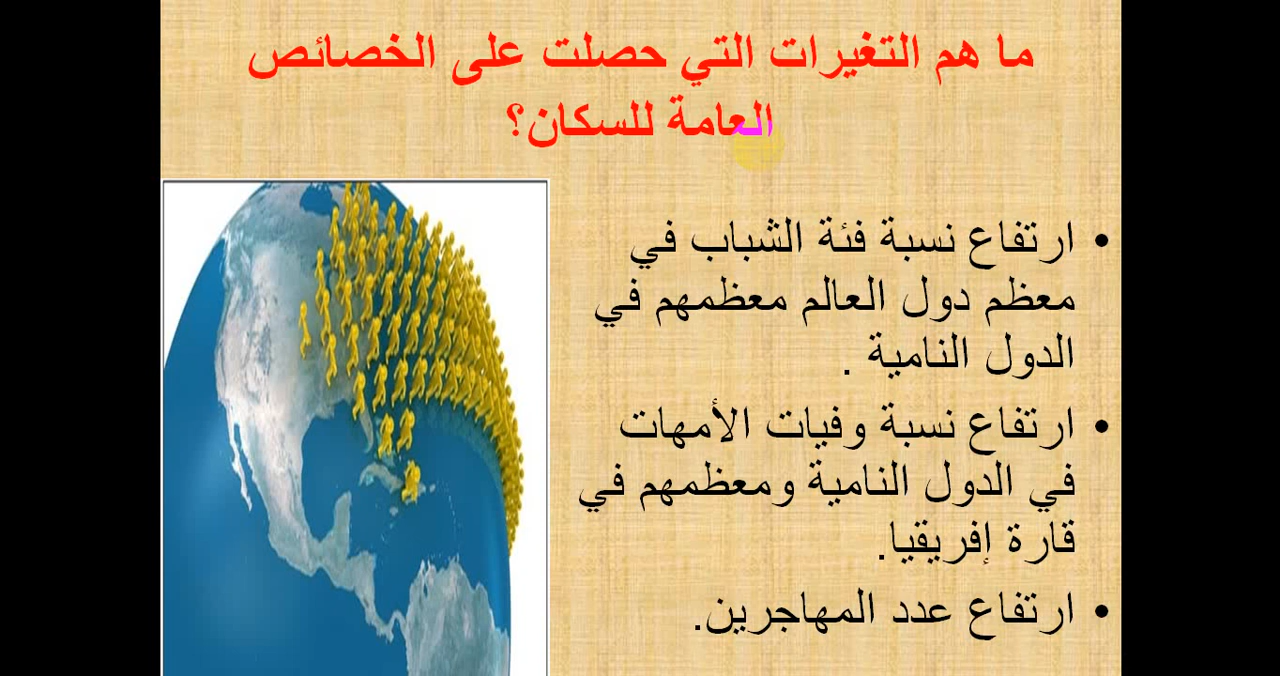 ما هم التغيرات التي حصلت على الخصائص
العامة للسكان؟
• ارتفاع نسبة فئة الشباب في
معظم دول العالم معظمهم في
الدول النامية .
• ارتفاع نسبة وفيات الأمهات
في الدول النامية ومعظمهم في
قارة إفريقيا.
• ارتفاع عدد المهاجرين.